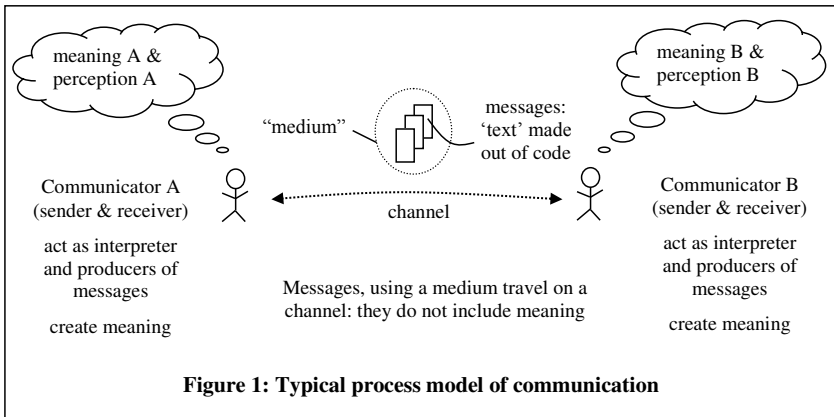 meaning A &
perception A
meaning B &
perception B
“medium”
messages:
‘text’ made
out of code
Communicator A
(sender & receiver)
act as interpreter
and producers of
messages
create meaning
channel
Messages, using a medium travel on a
channel: they do not include meaning
Communicator B
(sender & receiver)
act as interpreter
and producers of
messages
create meaning
Figure 1: Typical process model of communication